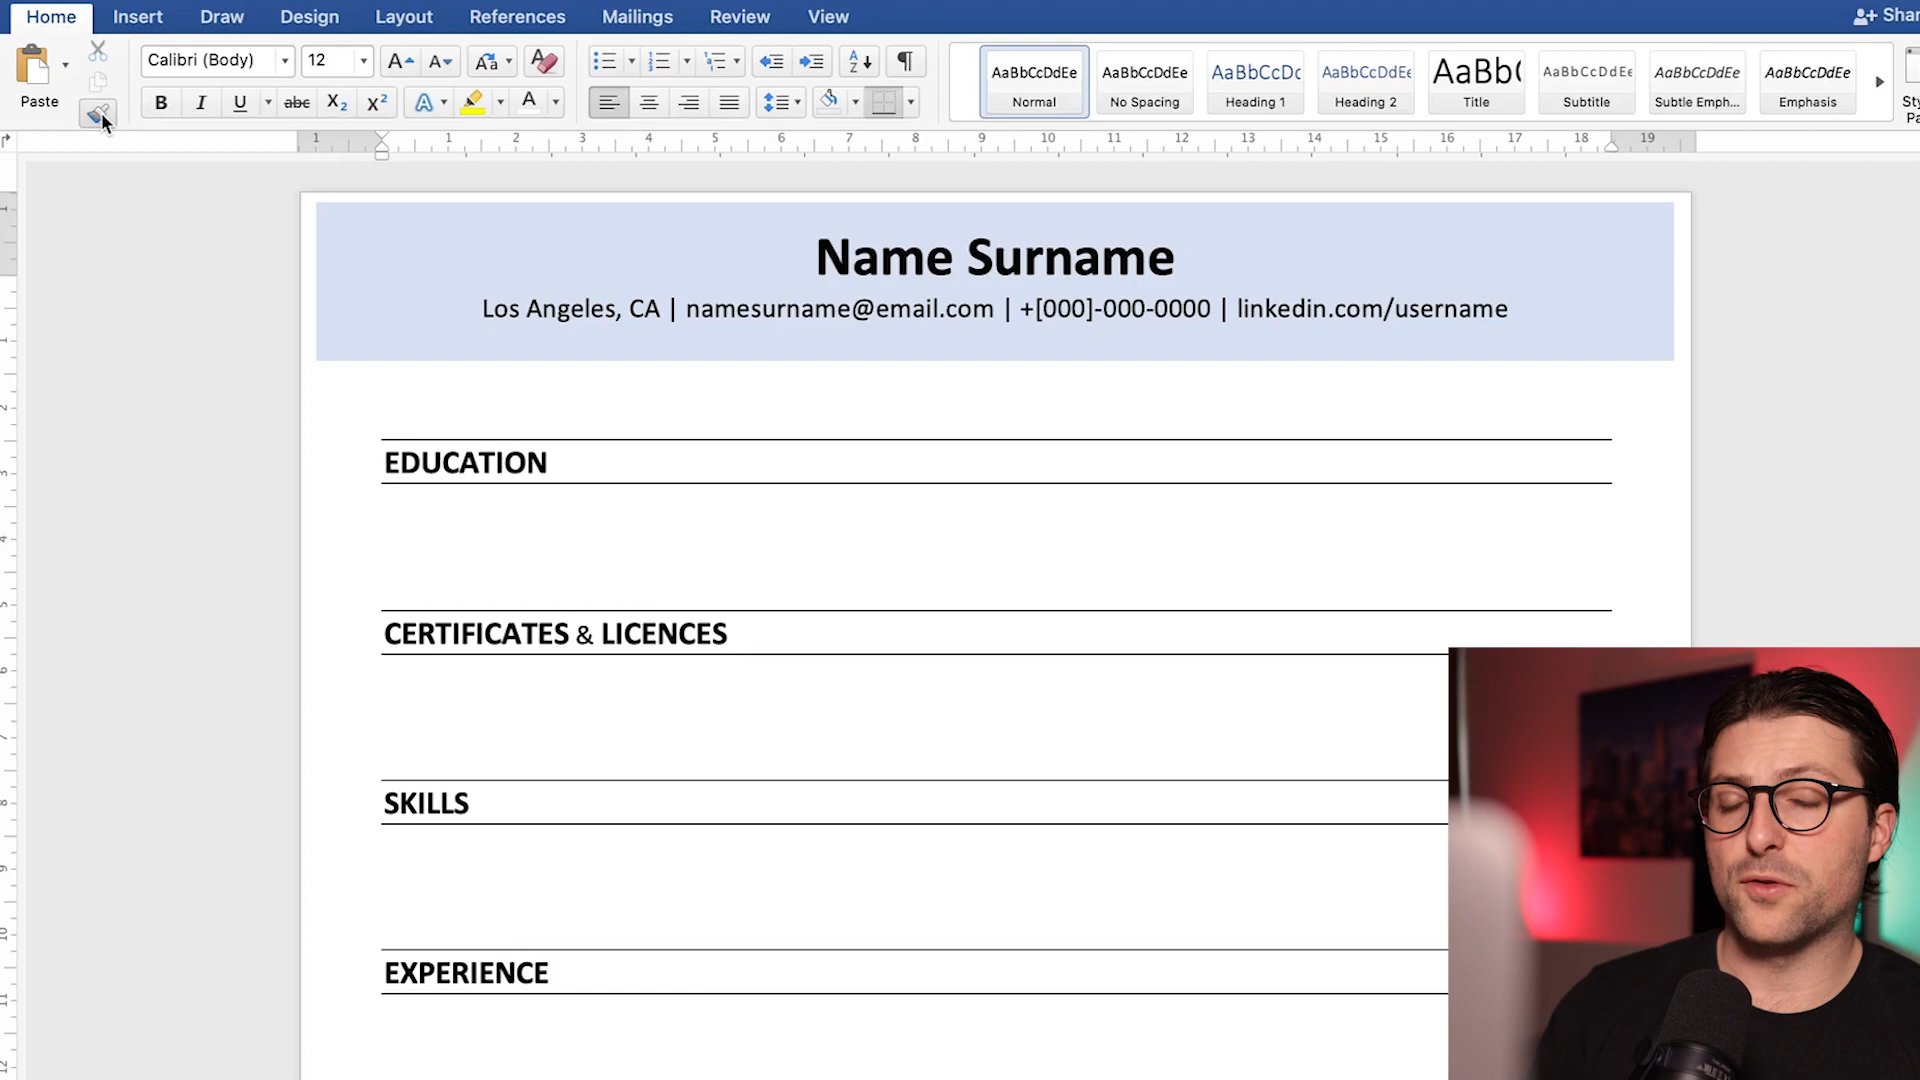 Home Insert Draw Design Layout References Mailings Review View
Paste
Calibri (Body) 12
B I U abc X₂ X²
AaBbCcDdEe AaBbCcDdEe AaBbCcDc AaBbCcDdEe AaBb( AaBbCcDdEe AaBbCcDdEe AaBbCcDdEe
Normal No Spacing Heading 1 Heading 2 Title Subtitle Subtle Emph... Emphasis
1 1 2 3 4 5 6 7 8 9 10 11 12 13 14 15 16 17 18 19
Name Surname
Los Angeles, CA | namesurname@email.com | +[000]-000-0000 | linkedin.com/username
EDUCATION
CERTIFICATES & LICENCES
SKILLS
EXPERIENCE